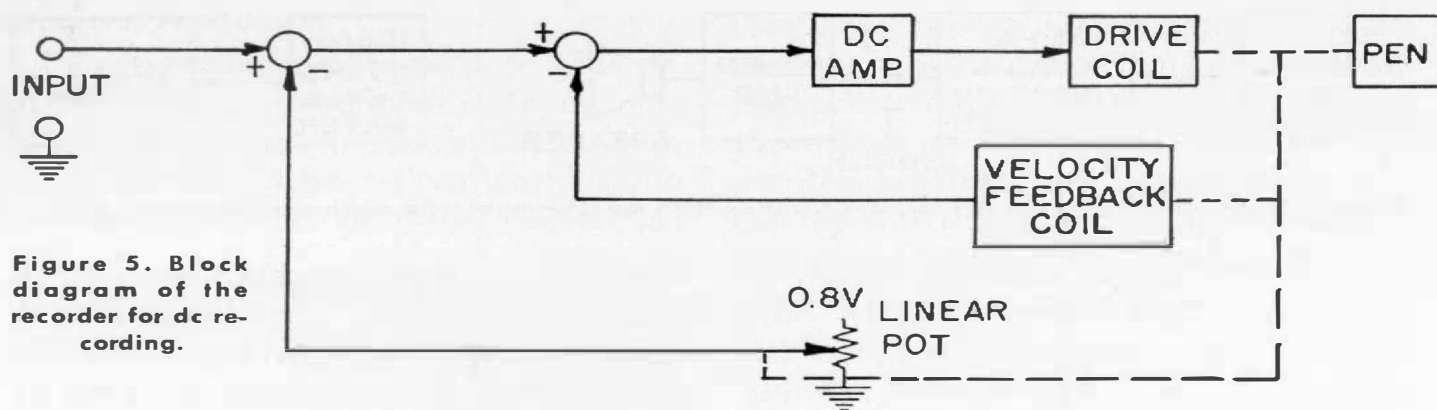 INPUT
+
-
+
-
DC
AMP
DRIVE
COIL
PEN
VELOCITY
FEEDBACK
COIL
0.8V
LINEAR
POT
Figure 5. Block
diagram of the
recorder for dc re-
cording.